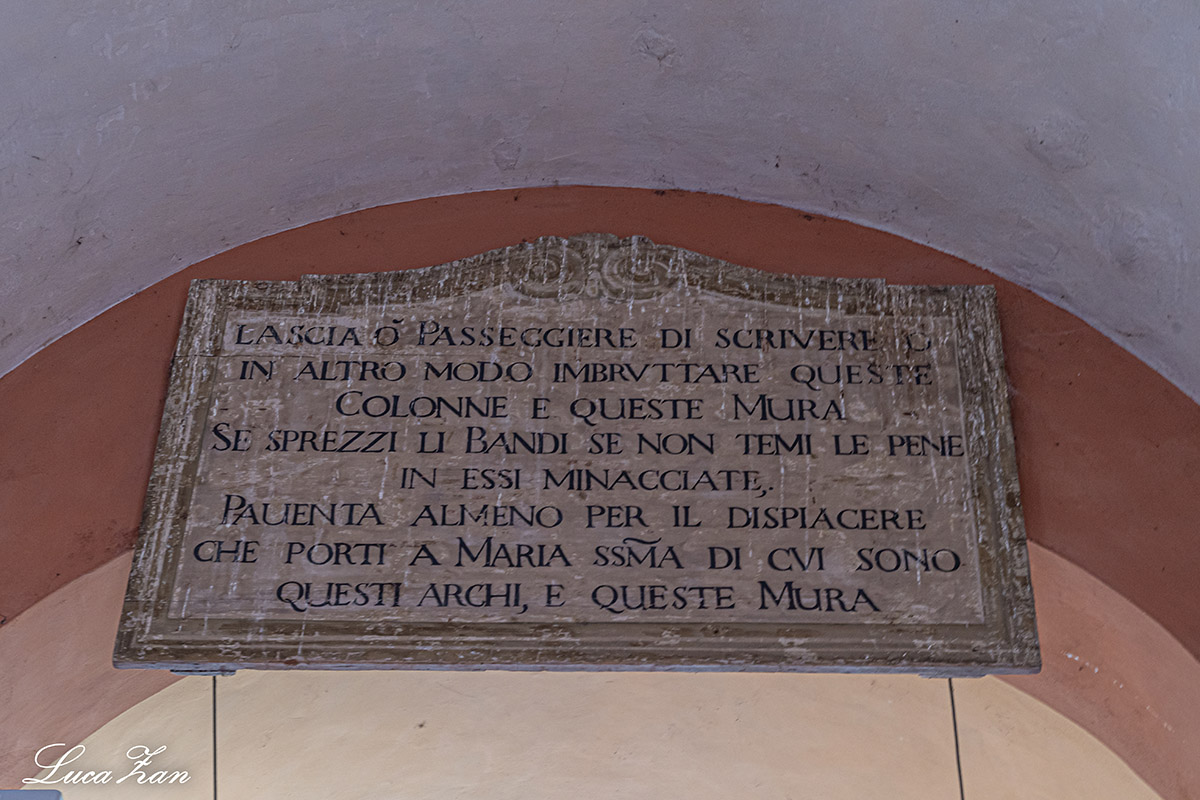 LASCIA Õ PASSEGGIERE DI SCRIVERE O
IN ALTRO MODO IMBRVTTARE QUESTE
COLONNE E QUESTE MURA
SE SPREZZI LI BANDI SE NON TEMI LE PENE
IN ESSI MINACCIATE,.
PAUENTA ALMENO PER IL DISPIACERE
CHE PORTI A MARIA SSM̃A DI CVI SONO
QUESTI ARCHI, E QUESTE MURA
Luca Zan